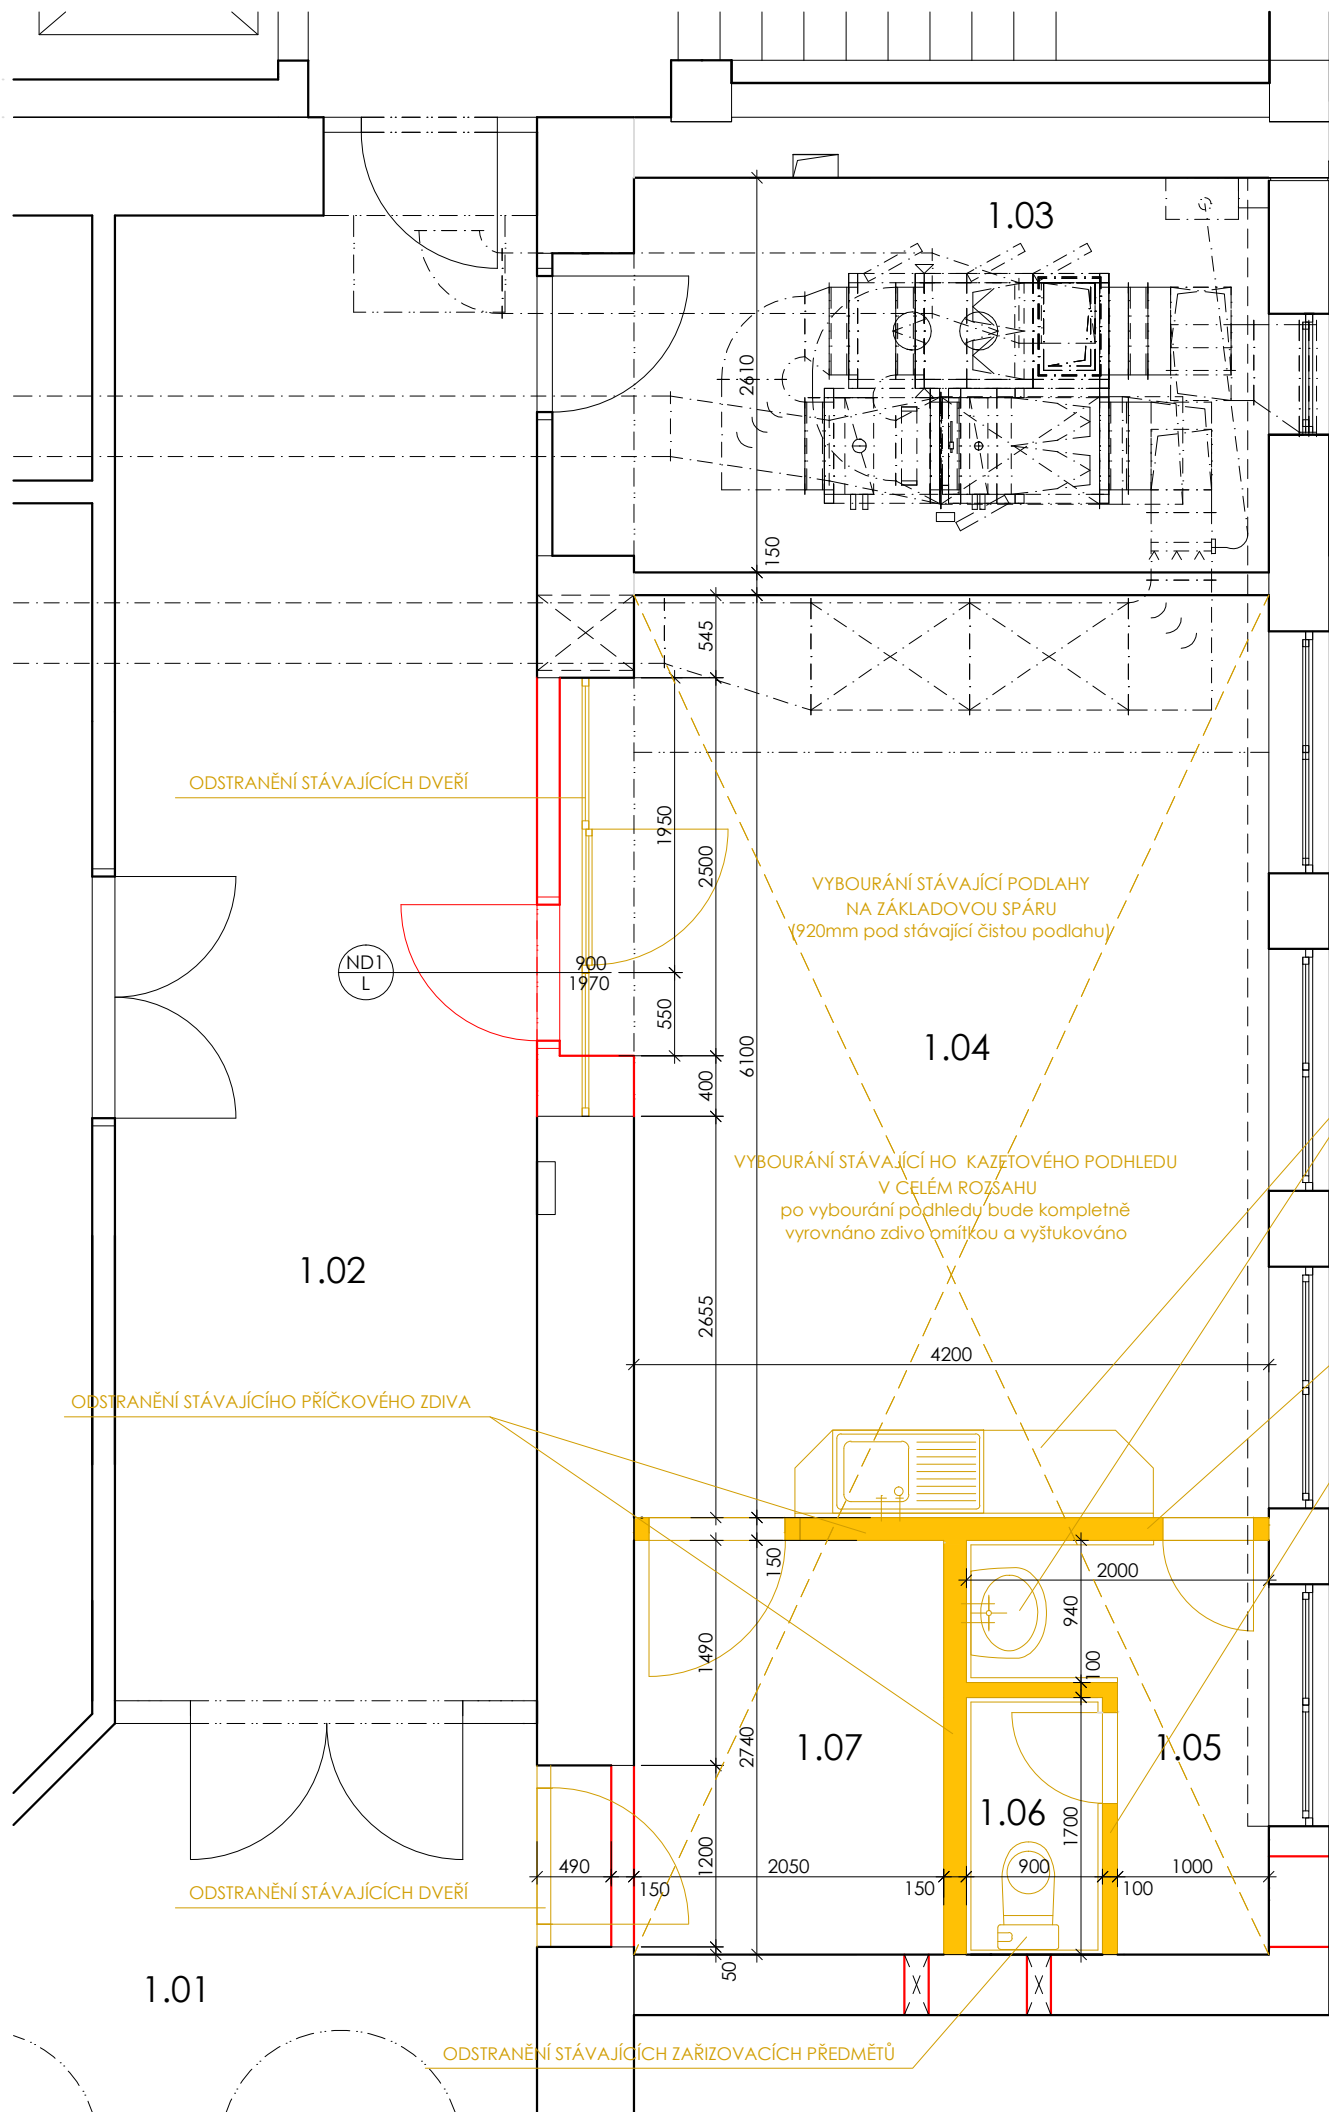 1.03
2610
150
545
ODSTRANĚNÍ STÁVAJÍCÍCH DVEŘÍ
1950
2500
VYBOURÁNÍ STÁVAJÍCÍ PODLAHY
NA ZÁKLADOVOU SPÁRU
(920mm pod stávající čistou podlahu)
ND1
L
900
1970
550
1.04
6100
400
VYBOURÁNÍ STÁVAJÍCÍ HO KAZETOVÉHO PODHLEDU
V CELÉM ROZSAHU
po vybourání podhledu bude kompletně
vyrovnáno zdivo omítkou a vyštukováno
1.02
2655
4200
ODSTRANĚNÍ STÁVAJÍCÍHO PŘÍČKOVÉHO ZDIVA
150
2000
940
1490
100
2740
1.07
1.05
1.06
1700
1200
490
150
2050
150
900
100
1000
ODSTRANĚNÍ STÁVAJÍCÍCH DVEŘÍ
50
1.01
ODSTRANĚNÍ STÁVAJÍCÍCH ZAŘIZOVACÍCH PŘEDMĚTŮ